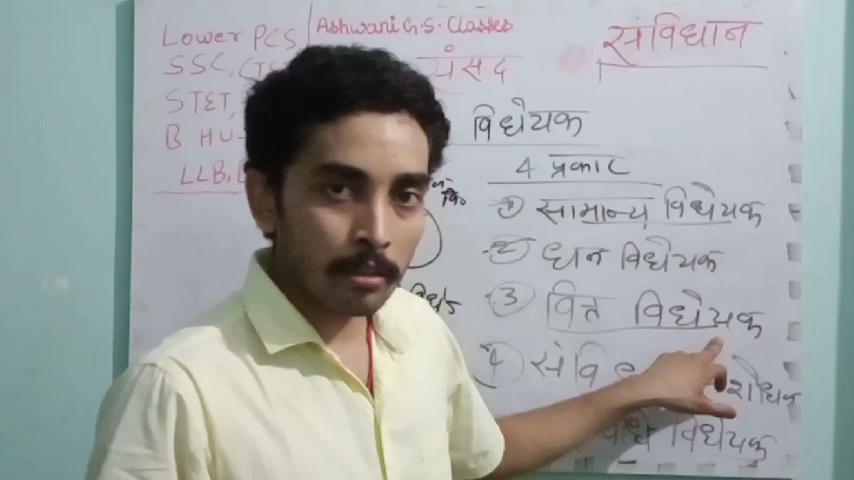 Lower PCS
Ashwani G.S. Classes
संविधान
SSC,
संसद
STET,
B HU
LLB,
विधेयक
4 प्रकार
① सामान्य विधेयक
② धन विधेयक
③ वित्त विधेयक
④ संवि
विधेयक